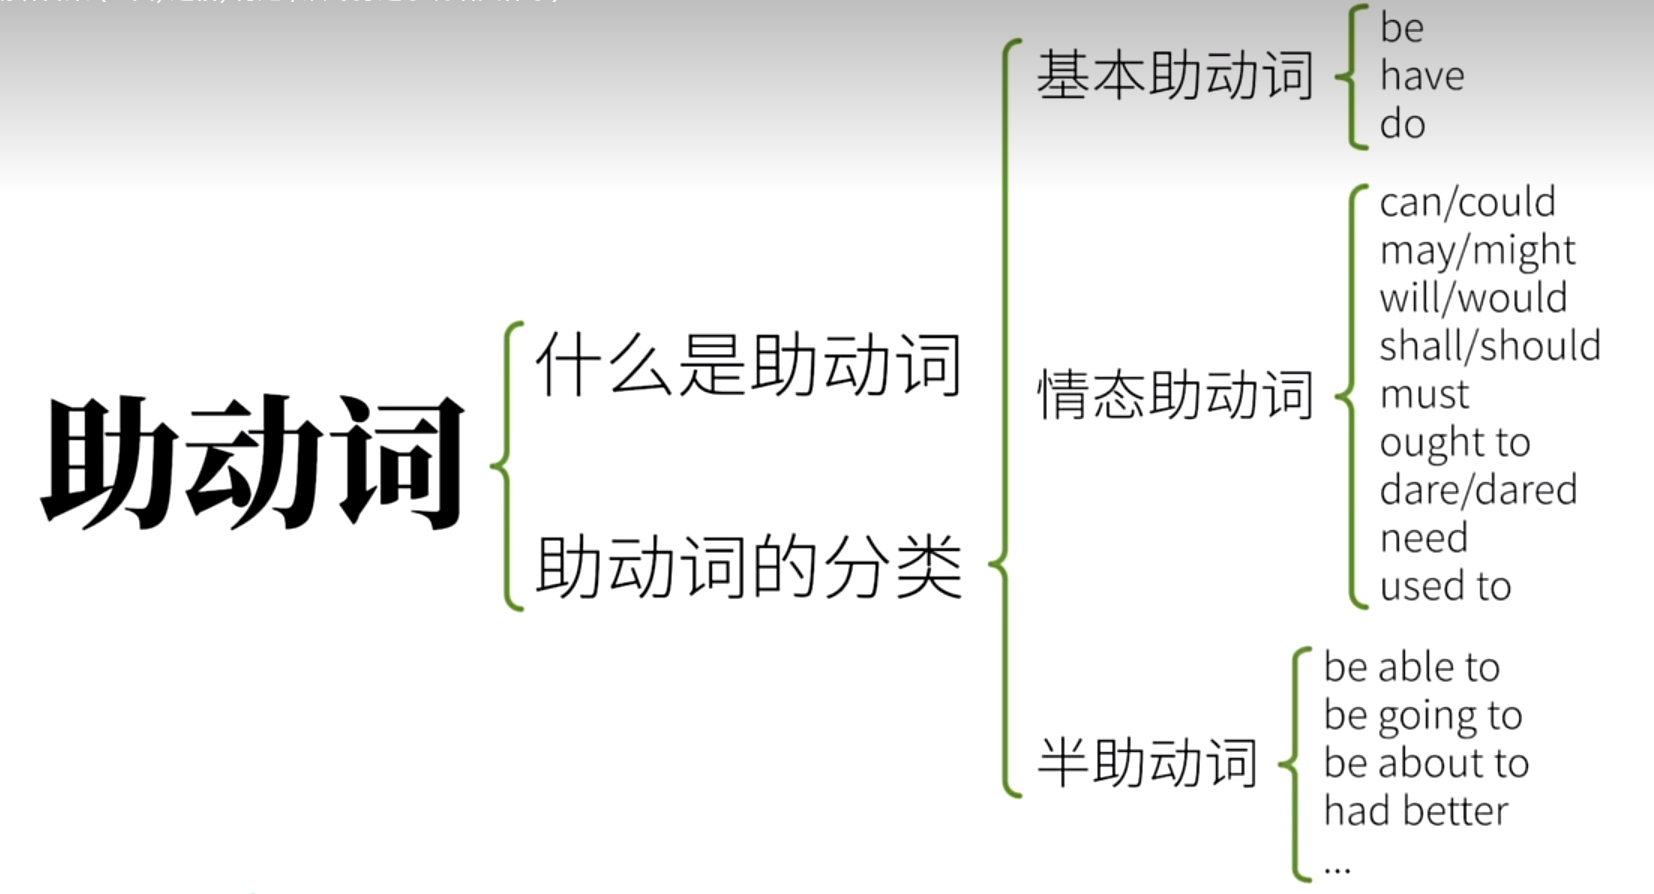 助动词
什么是助动词
助动词的分类
基本助动词
be
have
do
情态助动词
can/could
may/might
will/would
shall/should
must
ought to
dare/dared
need
used to
半助动词
be able to
be going to
be about to
had better
...